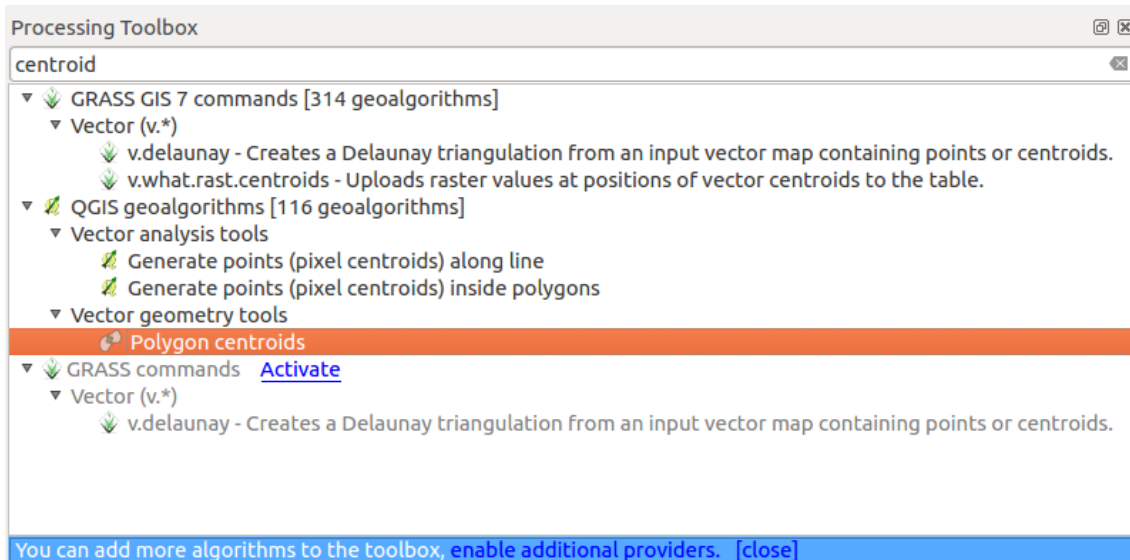 Processing Toolbox
centroid
GRASS GIS 7 commands [314 geoalgorithms]
Vector (v.*)
v.delaunay - Creates a Delaunay triangulation from an input vector map containing points or centroids.
v.what.rast.centroids - Uploads raster values at positions of vector centroids to the table.
QGIS geoalgorithms [116 geoalgorithms]
Vector analysis tools
Generate points (pixel centroids) along line
Generate points (pixel centroids) inside polygons
Vector geometry tools
Polygon centroids
GRASS commands Activate
Vector (v.*)
v.delaunay - Creates a Delaunay triangulation from an input vector map containing points or centroids.
You can add more algorithms to the toolbox, enable additional providers. [close]